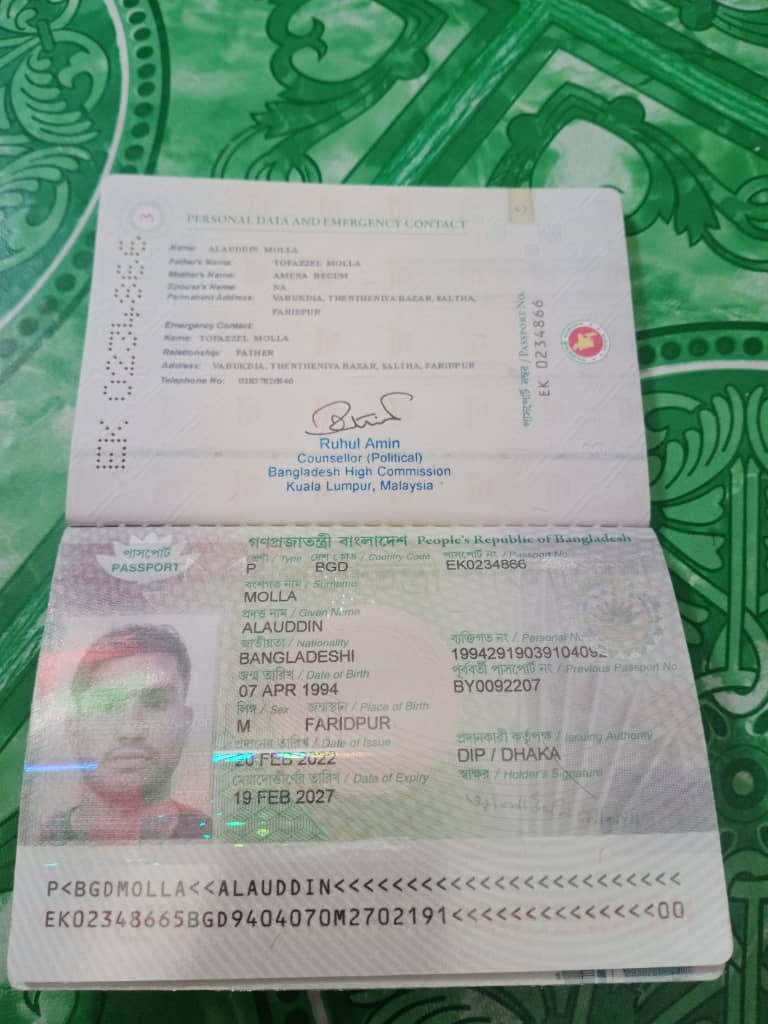 PERSONAL DATA AND EMERGENCY CONTACT
Name: ALAUDDIN MOLLA
Father's Name: TOFAZZEL MOLLA
Mother's Name: AMENA BEGUM
Spouse's Name: NA
Permanent Address: VABUKDIA, THENTHENIYA BAZAR, SALTHA,
FARIDPUR
Emergency Contact:
Name: TOFAZZEL MOLLA
Relationship: FATHER
Address: VABUKDIA, THENTHENIYA BAZAR, SALTHA, FARIDPUR
Telephone No:
EK 0234866
পাসপোর্ট নম্বর / PASSPORT NO.
EK 0234866
Ruhul Amin
Counsellor (Political)
Bangladesh High Commission
Kuala Lumpur, Malaysia
গণপ্রজাতন্ত্রী বাংলাদেশ People's Republic of Bangladesh
পাসপোর্ট
PASSPORT
শ্রেণী / Type দেশ কোড / Country Code পাসপোর্ট নং / Passport No.
P BGD EK0234866
বংশগত নাম / Surname
MOLLA
প্রদত্ত নাম / Given Name
ALAUDDIN
জাতীয়তা / Nationality ব্যক্তিগত নং / Personal No.
BANGLADESHI
জন্ম তারিখ / Date of Birth পূর্ববর্তী পাসপোর্ট নং / Previous Passport No.
07 APR 1994 BY0092207
লিঙ্গ / Sex জন্মস্থান / Place of Birth
M FARIDPUR
প্রদানের তারিখ / Date of Issue প্রদানকারী কর্তৃপক্ষ / Issuing Authority
20 FEB 2022 DIP / DHAKA
মেয়াদোত্তীর্ণের তারিখ / Date of Expiry স্বাক্ষর / Holder's Signature
19 FEB 2027
P<BGDMOLLA<<ALAUDDIN<<<<<<<<<<<<<<<<<<<<<<<<
EK02348665BGD9404070M2702191<<<<<<<<<<<<<<00